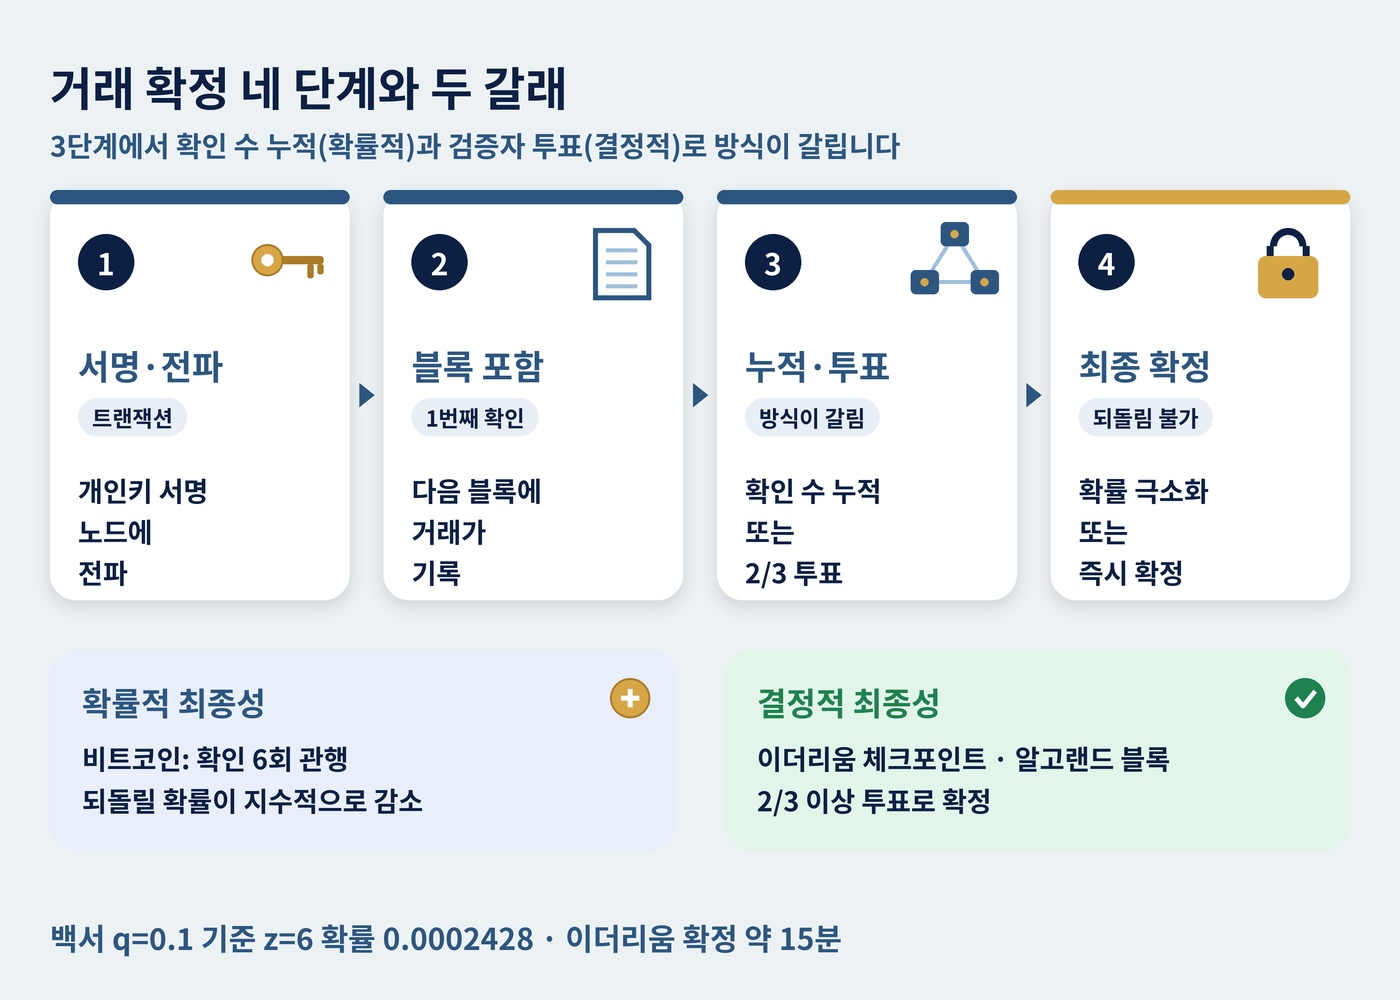 거래 확정 네 단계와 두 갈래
3단계에서 확인 수 누적(확률적)과 검증자 투표(결정적)로 방식이 갈립니다
1
서명·전파
트랜잭션
개인키 서명
노드에
전파
2
블록 포함
1번째 확인
다음 블록에
거래가
기록
3
누적·투표
방식이 갈림
확인 수 누적
또는
2/3 투표
4
최종 확정
되돌림 불가
확률 극소화
또는
즉시 확정
확률적 최종성
비트코인: 확인 6회 관행
되돌릴 확률이 지수적으로 감소
결정적 최종성
이더리움 체크포인트 · 알고랜드 블록
2/3 이상 투표로 확정
백서 q=0.1 기준 z=6 확률 0.0002428 · 이더리움 확정 약 15분